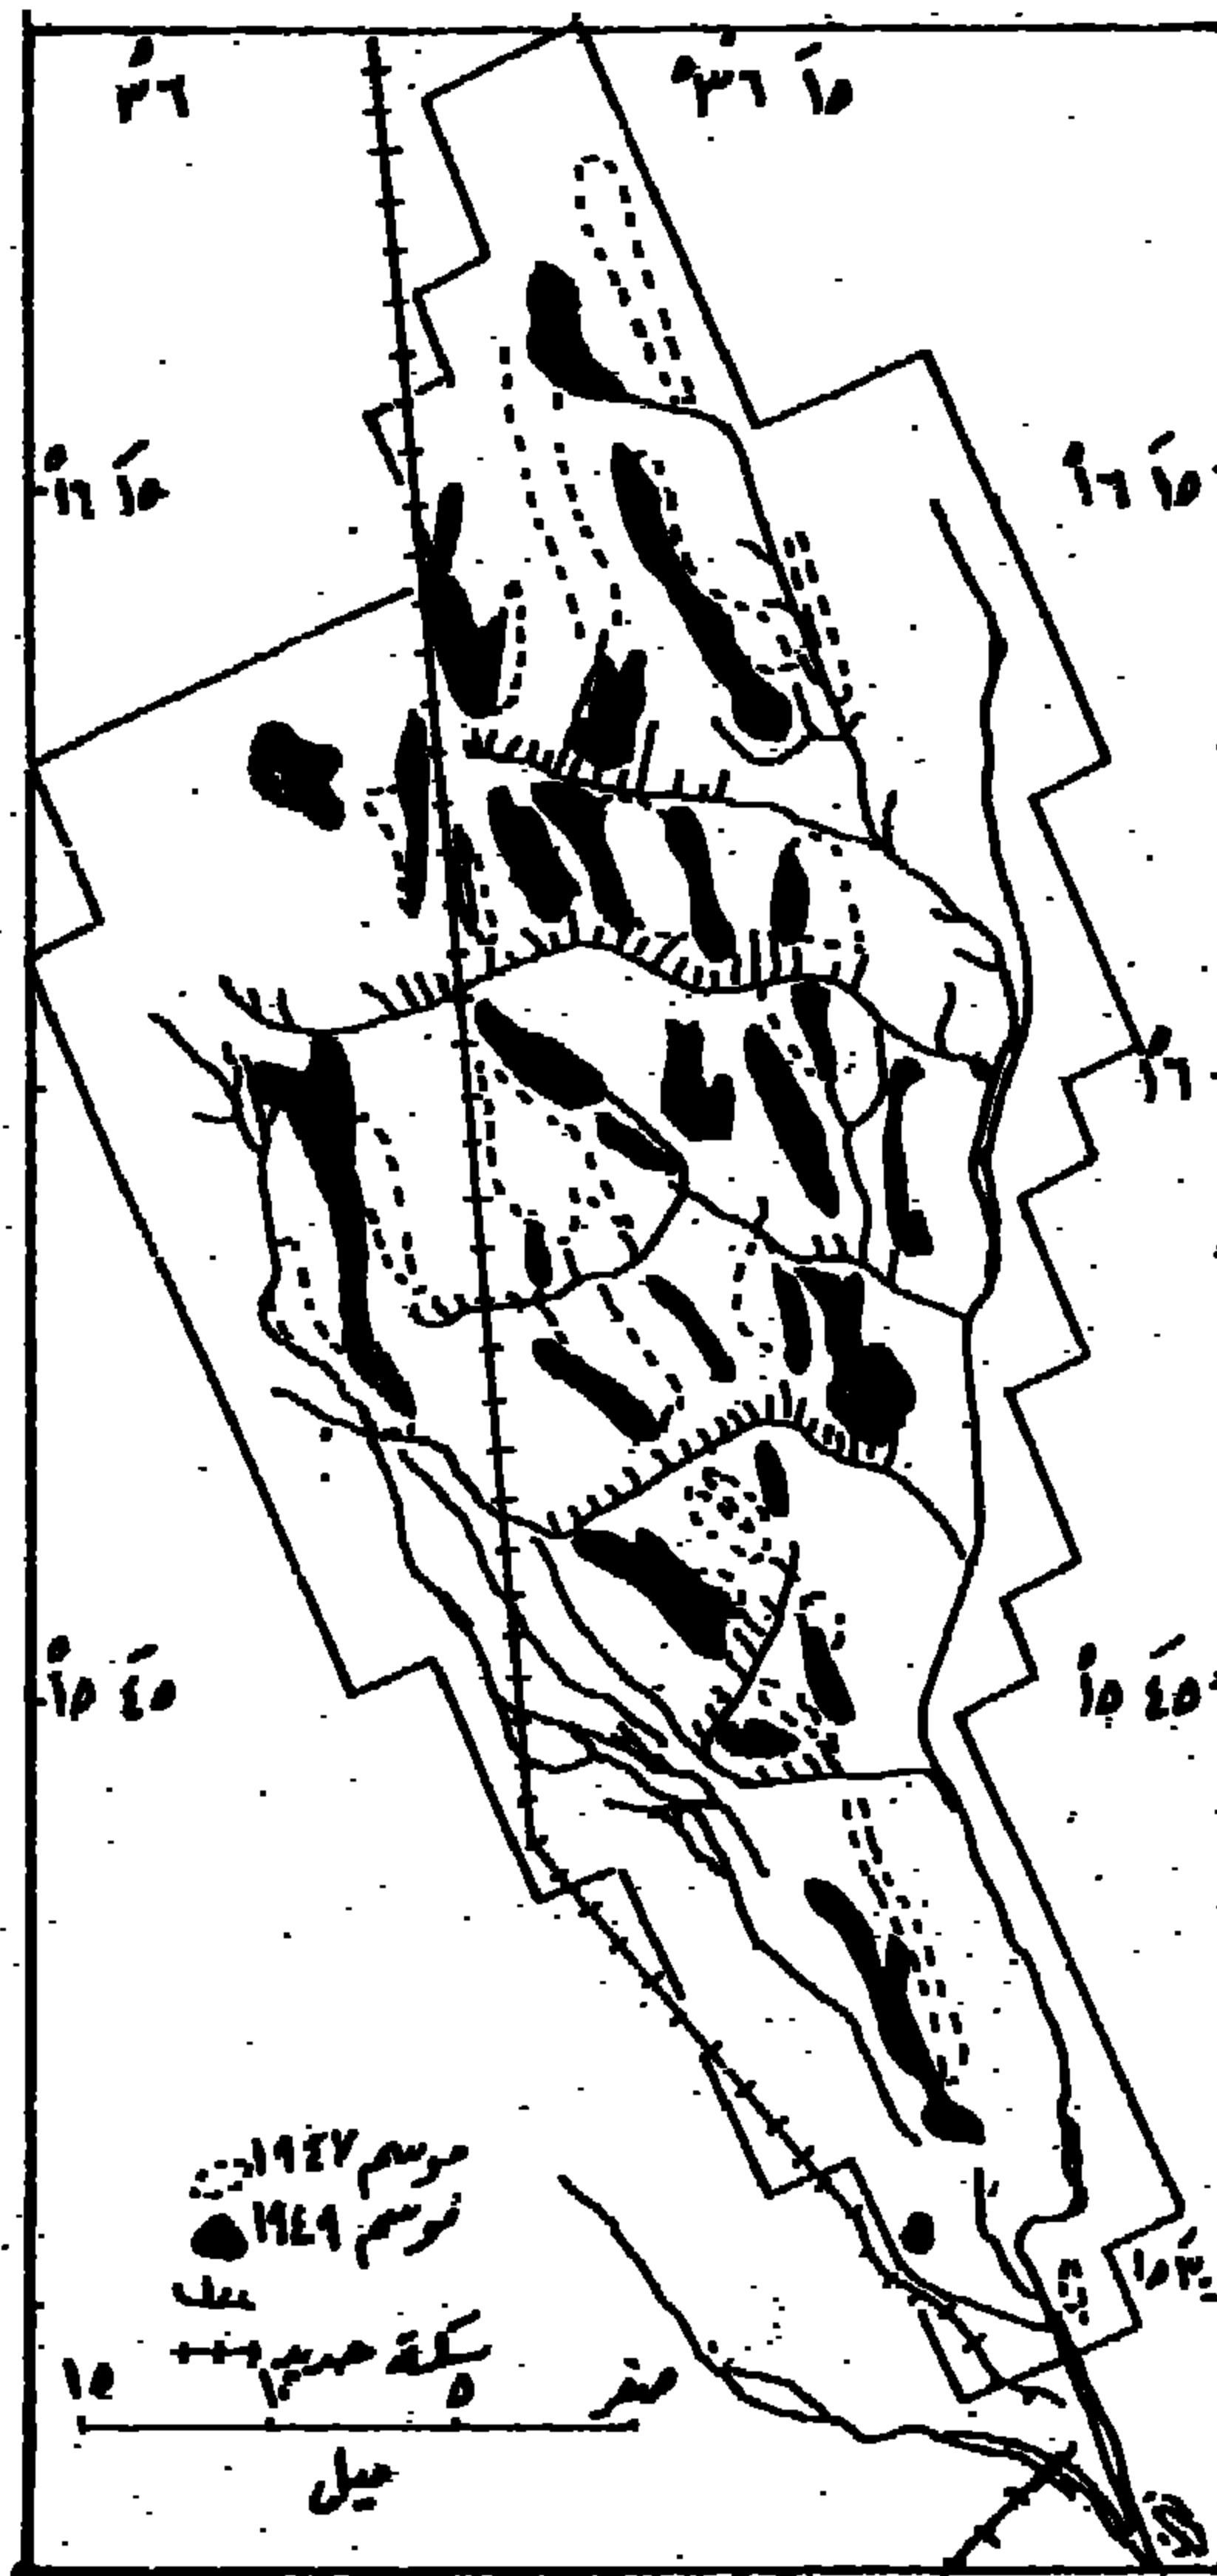 °٣٦
°٣٦ ١٥َ
°١٦ ١٥َ
°١٦ ١٥َ
°١٦
°١٥ ٤٥َ
°١٥ ٤٥َ
١٥ ٣٠َ
موسم ١٩٤٧
موسم ١٩٤٩
سكة حديد
١٥ ١٠ ٥ صفر
ميل